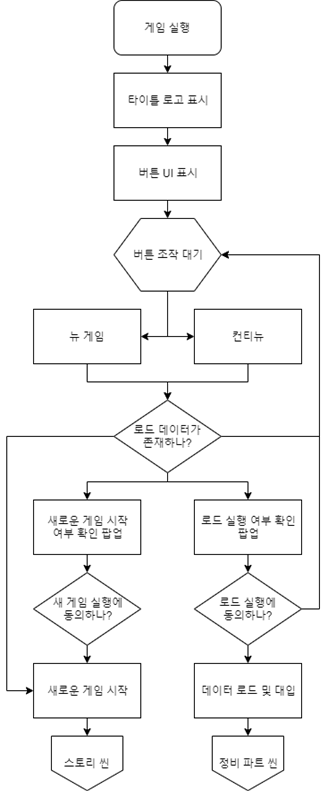 게임 실행
타이틀 로고 표시
버튼 UI 표시
버튼 조작 대기
뉴 게임
컨티뉴
로드 데이터가
존재하나?
새로운 게임 시작
여부 확인 팝업
로드 실행 여부 확인
팝업
새 게임 실행에
동의하나?
로드 실행에
동의하나?
새로운 게임 시작
데이터 로드 및 대입
스토리 씬
정비 파트 씬